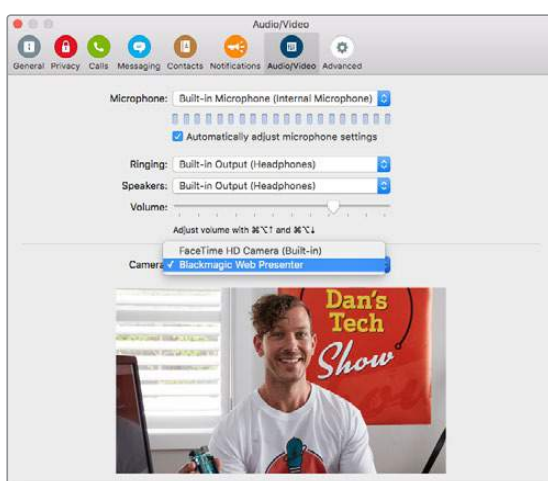 Audio/Video
General Privacy Calls Messaging Contacts Notifications Audio/Video Advanced
Microphone: Built-in Microphone (Internal Microphone)
Automatically adjust microphone settings
Ringing: Built-in Output (Headphones)
Speakers: Built-in Output (Headphones)
Volume:
Adjust volume with ⌘⌥↑ and ⌘⌥↓
FaceTime HD Camera (Built-in)
Camera ✓ Blackmagic Web Presenter
Dan's
Tech
Show